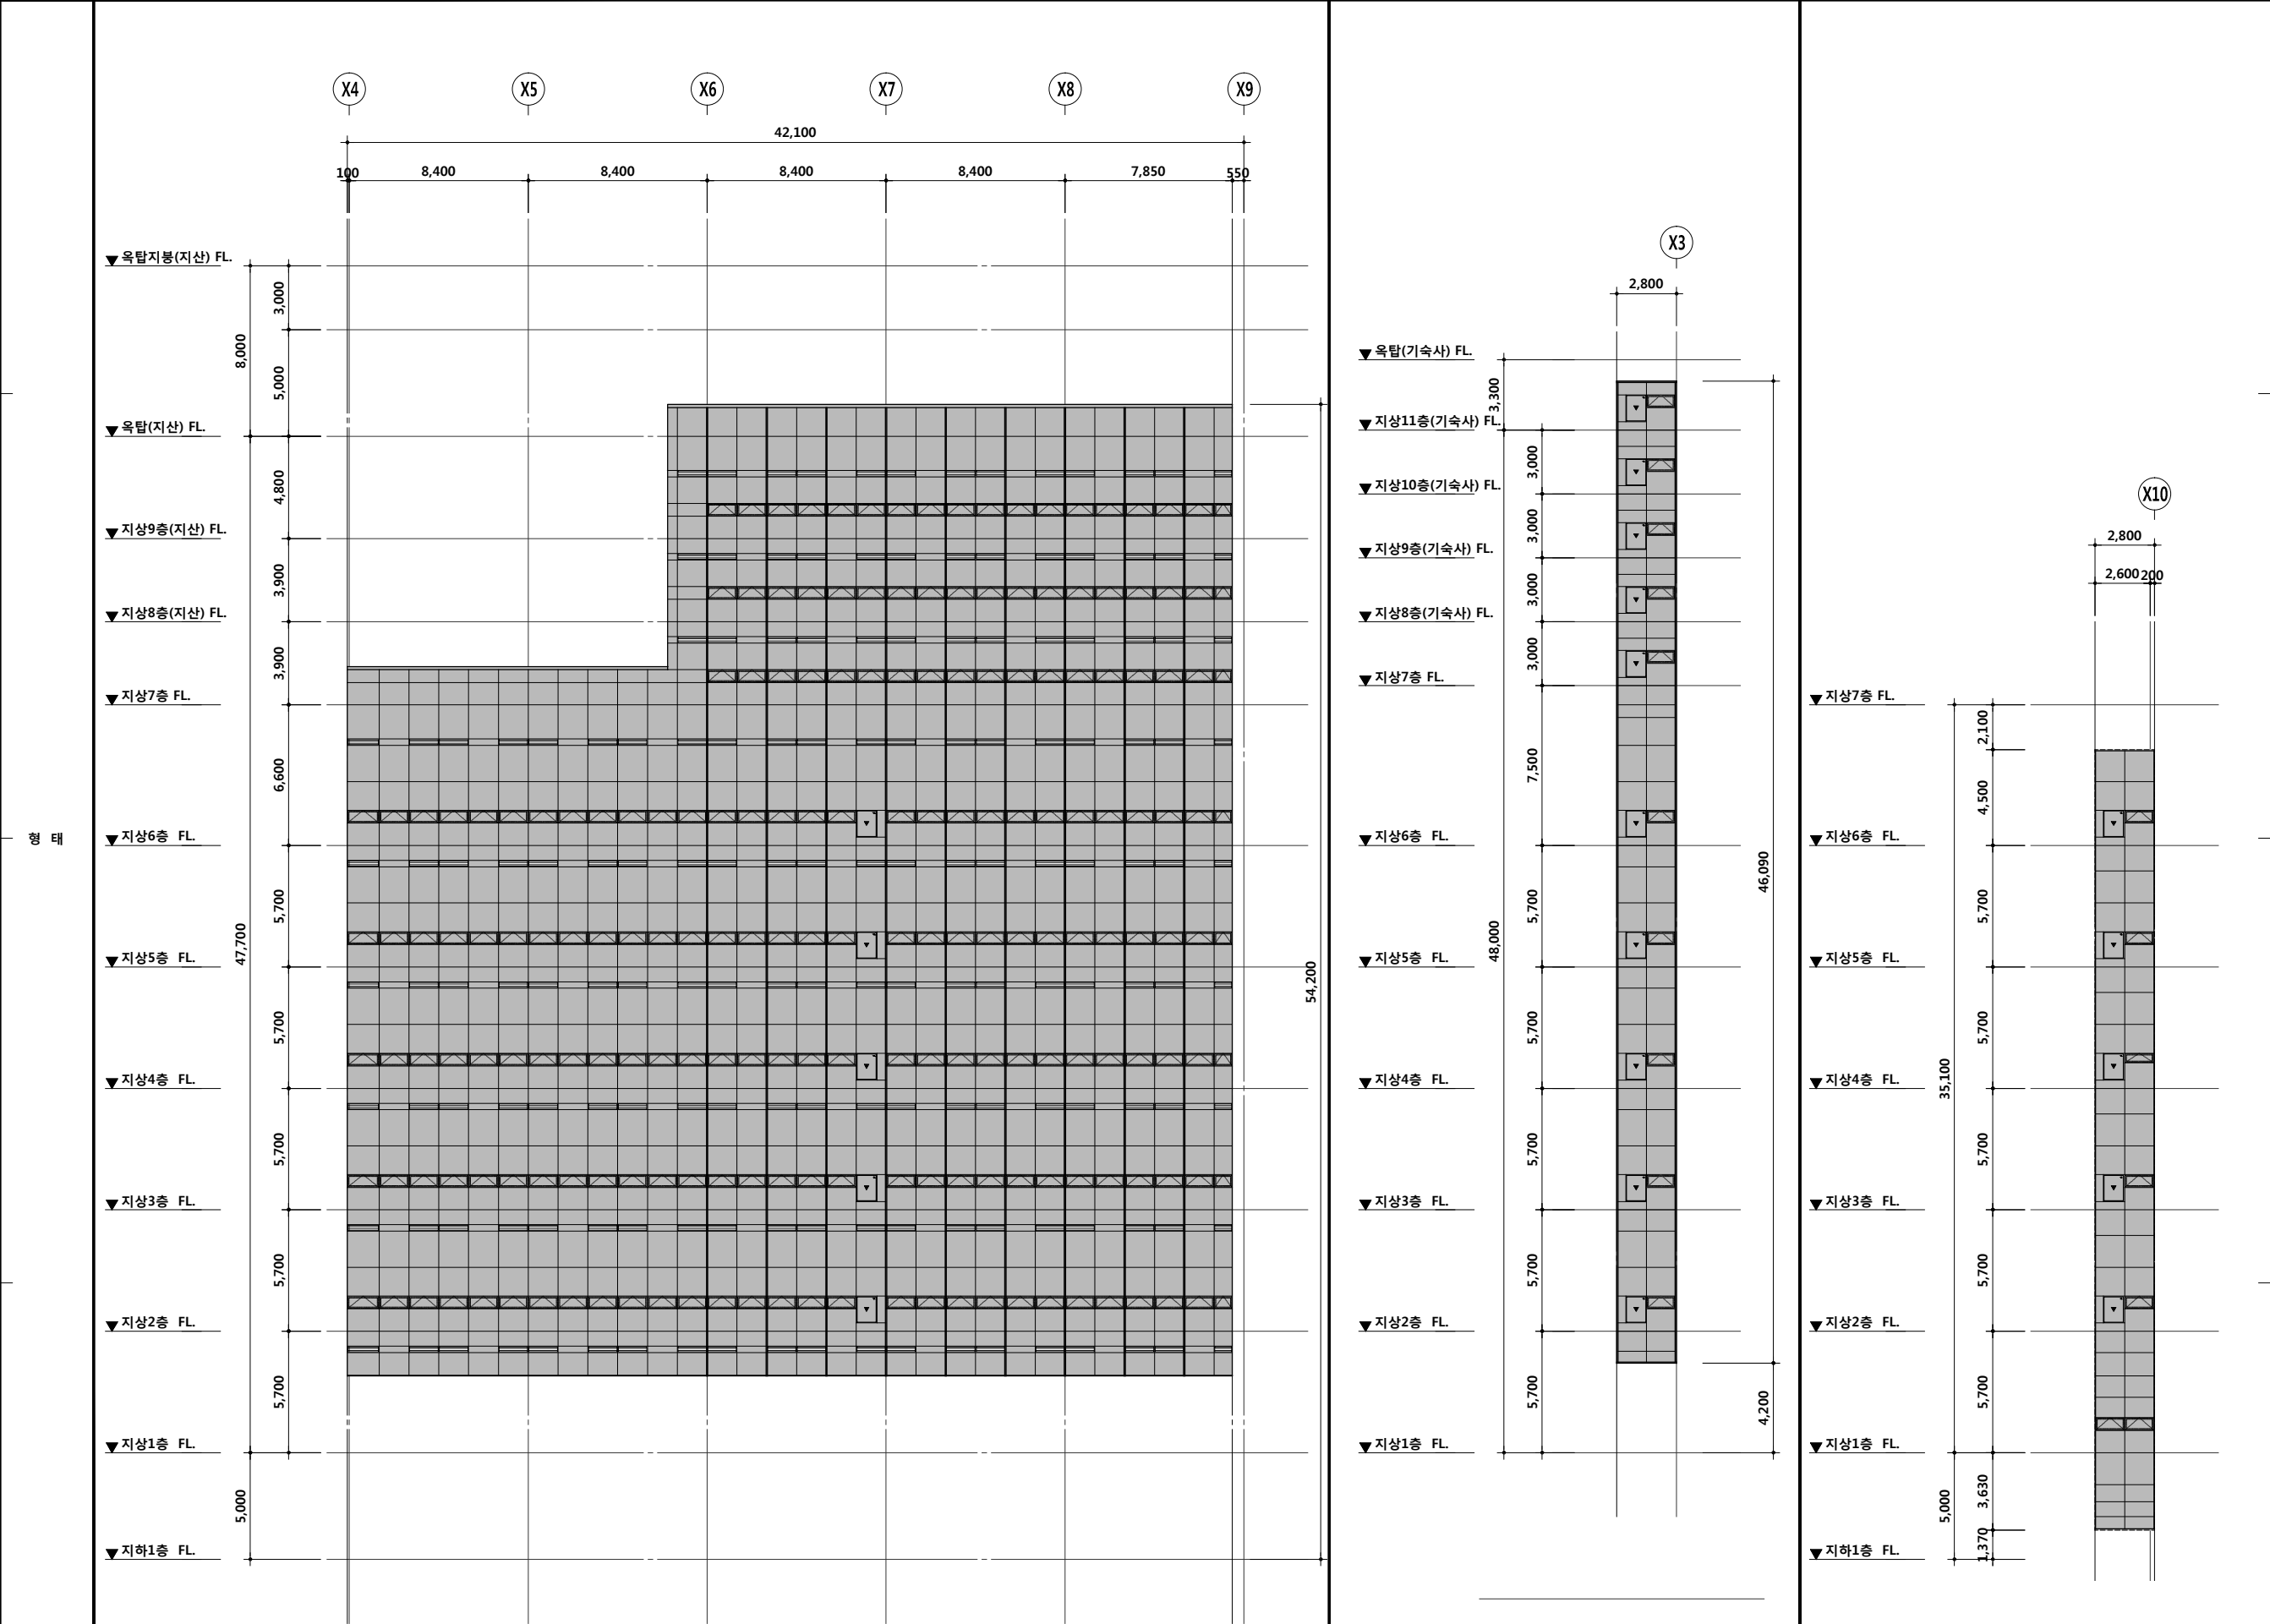 형 태
X4 X5 X6 X7 X8 X9
42,100
100 8,400 8,400 8,400 8,400 7,850 550
옥탑지붕(지산) FL.
3,000
8,000
5,000
옥탑(지산) FL.
4,800
지상9층(지산) FL.
3,900
지상8층(지산) FL.
3,900
지상7층 FL.
6,600
지상6층 FL.
5,700
47,700
지상5층 FL.
5,700
54,200
지상4층 FL.
5,700
지상3층 FL.
5,700
지상2층 FL.
5,700
지상1층 FL.
5,000
지하1층 FL.
X3
2,800
옥탑(기숙사) FL.
3,300
지상11층(기숙사) FL.
3,000
지상10층(기숙사) FL.
3,000
지상9층(기숙사) FL.
3,000
지상8층(기숙사) FL.
3,000
지상7층 FL.
7,500
지상6층 FL.
46,090
5,700
48,000
지상5층 FL.
5,700
지상4층 FL.
5,700
지상3층 FL.
5,700
지상2층 FL.
5,700
4,200
지상1층 FL.
X10
2,800
2,600 200
지상7층 FL.
2,100
4,500
지상6층 FL.
5,700
지상5층 FL.
5,700
35,100
지상4층 FL.
5,700
지상3층 FL.
5,700
지상2층 FL.
5,700
지상1층 FL.
3,630
5,000
1,370
지하1층 FL.